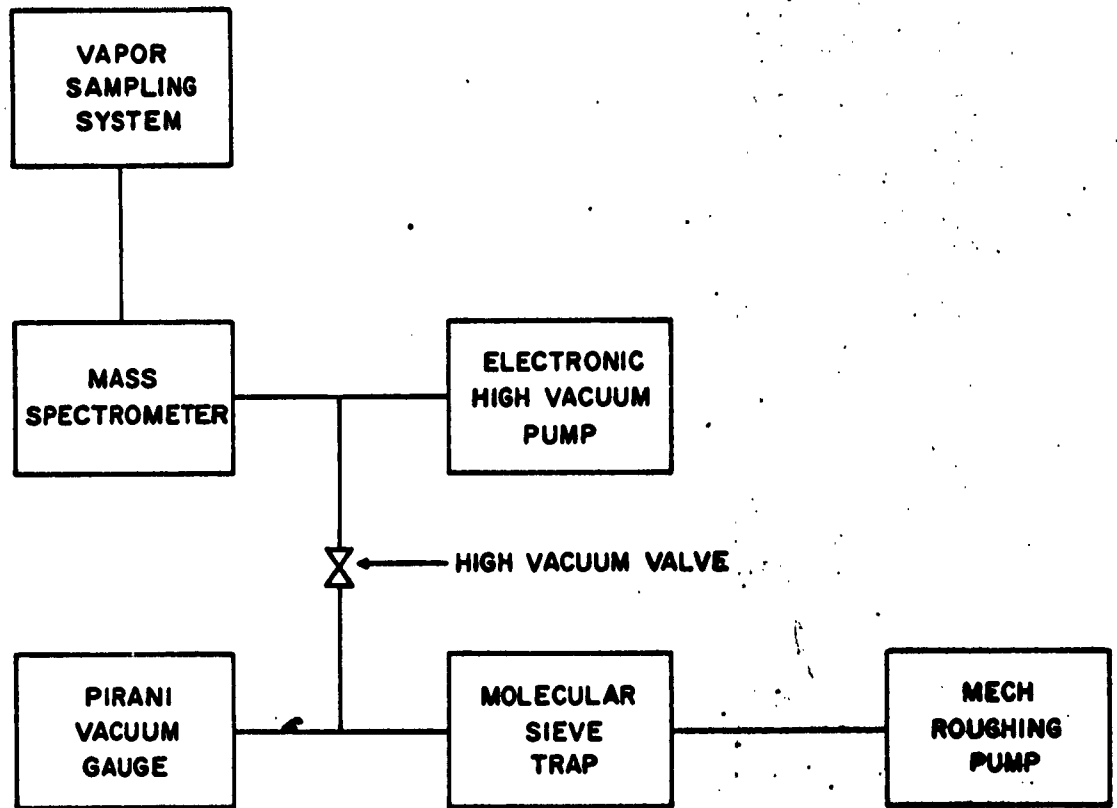 VAPOR
SAMPLING
SYSTEM
MASS
SPECTROMETER
ELECTRONIC
HIGH VACUUM
PUMP
HIGH VACUUM VALVE
PIRANI
VACUUM
GAUGE
MOLECULAR
SIEVE
TRAP
MECH
ROUGHING
PUMP